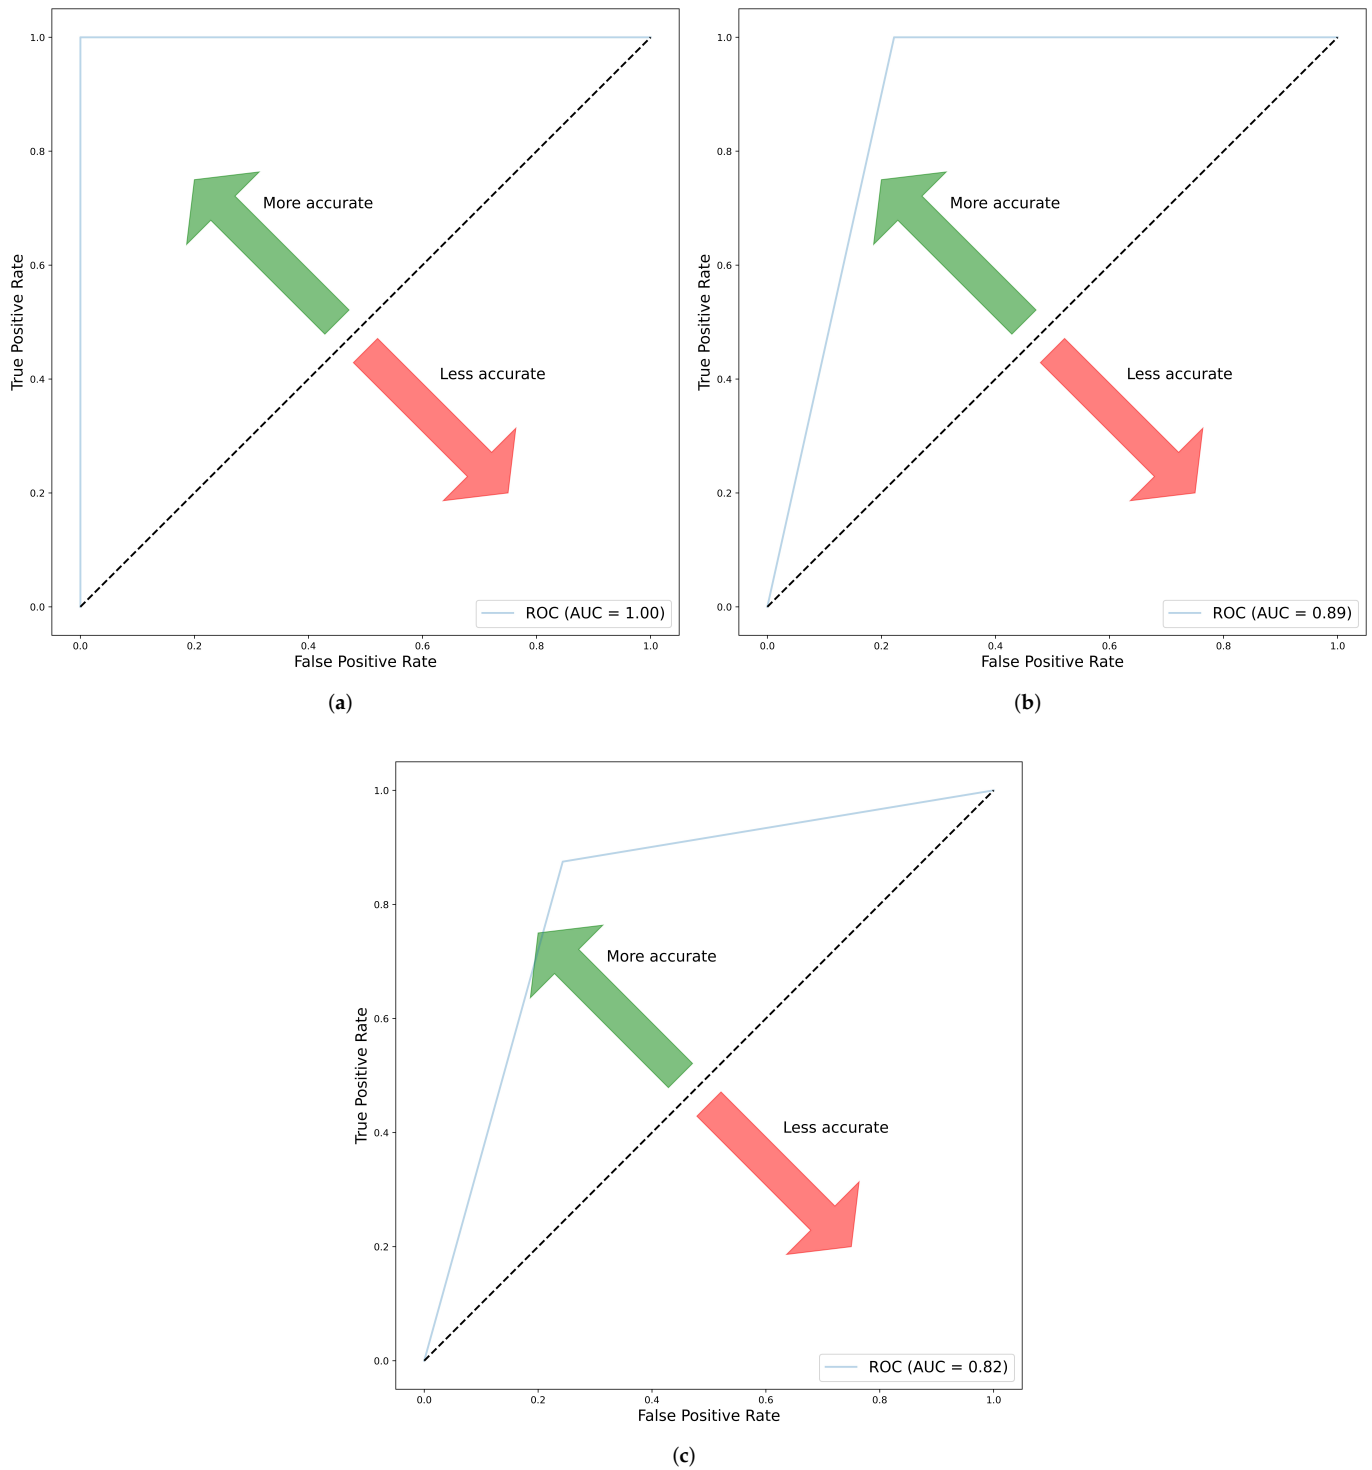 1.0
0.8
More accurate
0.6
True Positive Rate
0.4
Less accurate
0.2
0.0
ROC (AUC = 1.00)
0.0 0.2 0.4 0.6 0.8 1.0
False Positive Rate
(a)
1.0
0.8
More accurate
0.6
True Positive Rate
0.4
Less accurate
0.2
0.0
ROC (AUC = 0.89)
0.0 0.2 0.4 0.6 0.8 1.0
False Positive Rate
(b)
1.0
0.8
More accurate
0.6
True Positive Rate
0.4
Less accurate
0.2
0.0
ROC (AUC = 0.82)
0.0 0.2 0.4 0.6 0.8 1.0
False Positive Rate
(c)